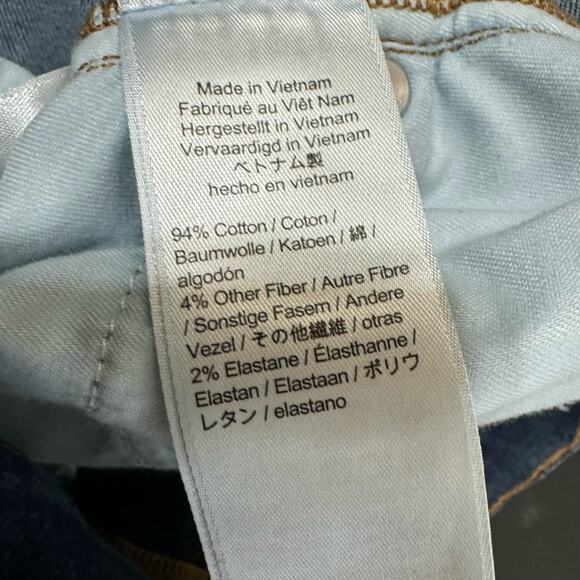 Made in Vietnam
Fabriqué au Viêt Nam
Hergestellt in Vietnam
Vervaardigd in Vietnam
ベトナム製
hecho en vietnam
94% Cotton / Coton /
Baumwolle / Katoen / 綿 /
algodón
4% Other Fiber / Autre Fibre
/ Sonstige Fasern / Andere
Vezel / その他繊維 / otras
2% Elastane / Élasthanne /
Elastan / Elastaan / ポリウ
レタン / elastano